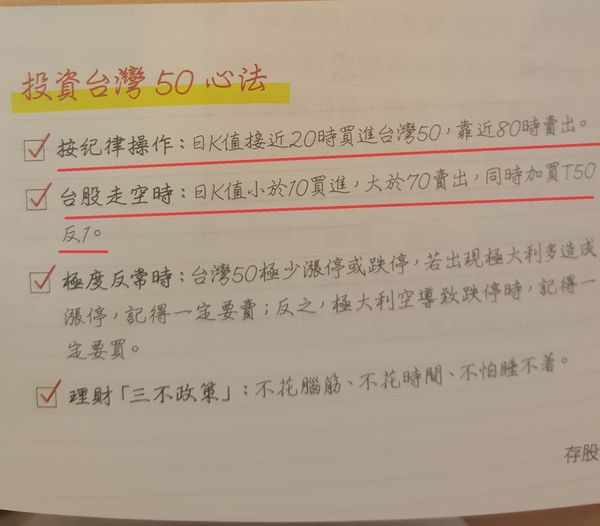 投資台灣50心法
按紀律操作：日K值接近20時買進台灣50，靠近80時賣出。
台股走空時：日K值小於10買進，大於70賣出，同時加買T50
反1。
極度反常時：台灣50極少漲停或跌停，若出現極大利多造成
漲停，記得一定要賣；反之，極大利空導致跌停時，記得一
定要買。
理財「三不政策」：不花腦筋、不花時間、不怕睡不著。
存股